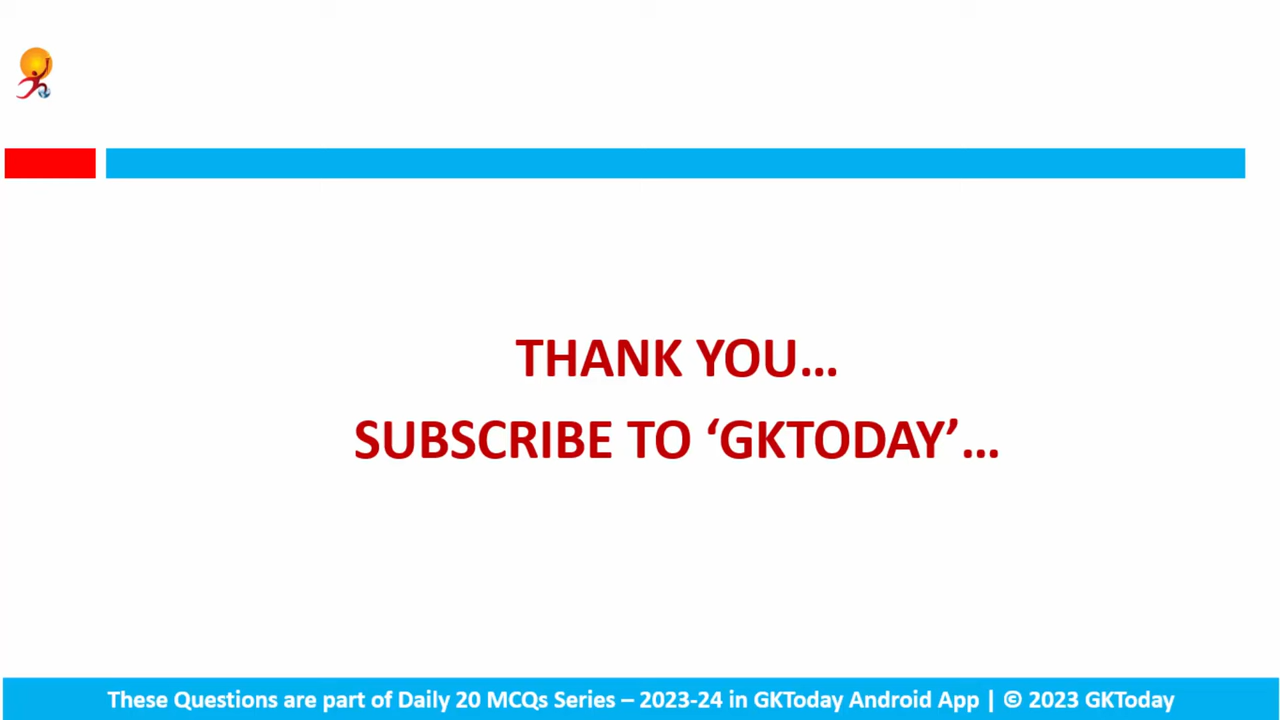 THANK YOU...
SUBSCRIBE TO ‘GKTODAY’...
These Questions are part of Daily 20 MCQs Series – 2023-24 in GKToday Android App | © 2023 GKToday